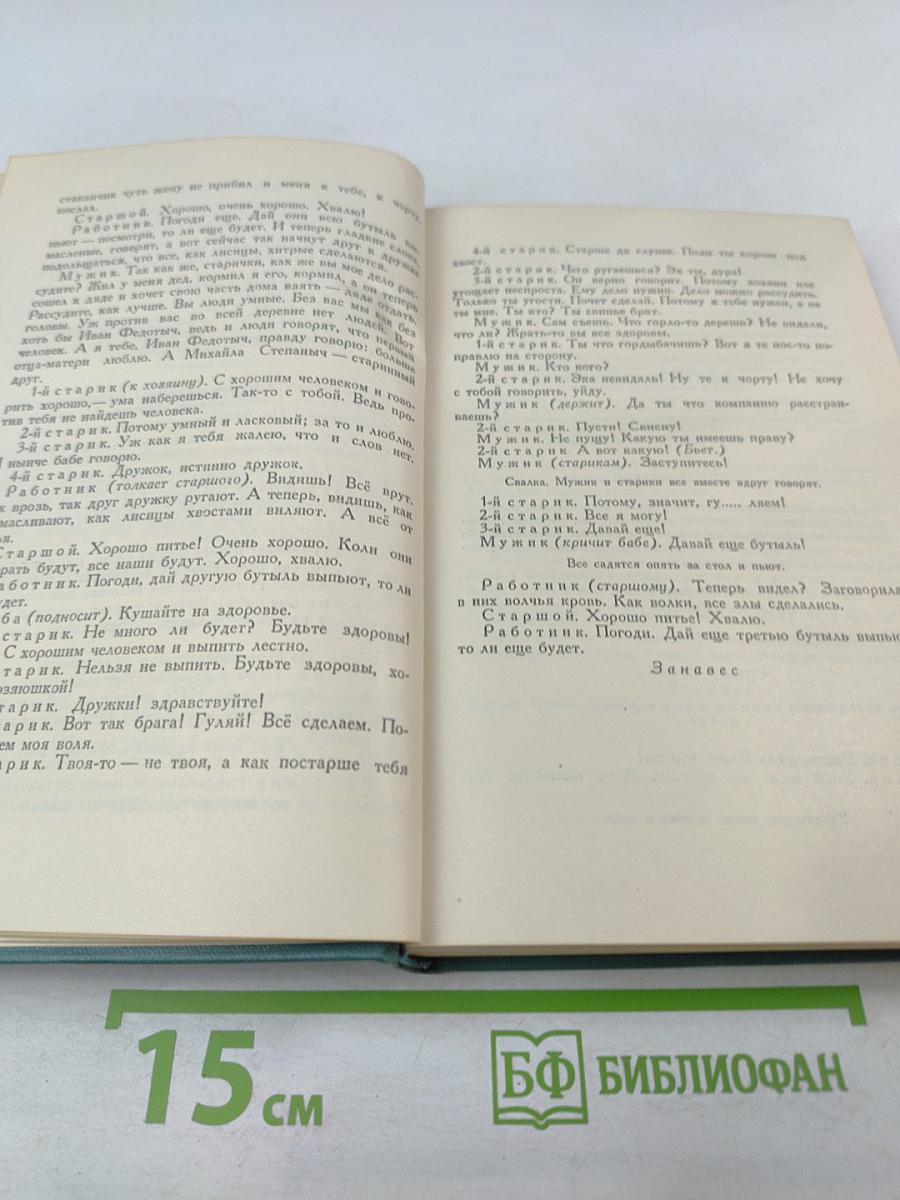 стаканчик чуть жену не прибил и меня к тебе, к чорту,
послал.
Старшой. Хорошо, очень хорошо. Хвалю!
Работник. Погоди еще. Дай они всю бутыль вы-
пьют — посмотри, то ли еще будет. И теперь гладкие слова,
масленые, говорят, а вот сейчас так начнут друг к дружке
подольщаться, что все, как лисицы, хитрые сделаются.
Мужик. Так как же, старички, как же вы мое дело рас-
судите? Жил у меня дед, кормил я его, кормил, а он теперь
сошел к дяде и хочет свою часть дома взять — дяде отдать.
Рассудите, как лучше. Вы люди умные. Без вас мы как без
головы. Уж против вас во всей деревне нет людей. Вот
хоть бы Иван Федотыч, ведь и люди говорят, что первый
человек. А я тебе, Иван Федотыч, правду говорю: больше
отца-матери люблю. А Михайла Степаныч — старинный
друг.
1-й старик (к хозяину). С хорошим человеком и гово-
рить хорошо,— ума наберешься. Так-то с тобой. Ведь про-
тив тебя не найдешь человека.
2-й старик. Потому умный и ласковый; за то и люблю.
3-й старик. Уж как я тебя жалею, что и слов нет.
Я нынче бабе говорю.
4-й старик. Дружок, истинно дружок.
Работник (толкает старшого). Видишь! Всё врут.
к врозь, так друг дружку ругают. А теперь, видишь, как
масливают, как лисицы хвостами виляют. А всё от
ья.
Старшой. Хорошо питье! Очень хорошо. Коли они
рать будут, все наши будут. Хорошо, хвалю.
аботник. Погоди, дай другую бутыль выпьют, то ли
удет.
ба (подносит). Кушайте на здоровье.
старик. Не много ли будет? Будьте здоровы!
С хорошим человеком и выпить лестно.
тарик. Нельзя не выпить. Будьте здоровы, хо-
озяюшкой!
тарик. Дружки! здравствуйте!
арик. Вот так брага! Гуляй! Всё сделаем. По-
ем моя воля.
арик. Твоя-то — не твоя, а как постарше тебя
4-й старик. Старше да глупее. Поди ты корове под
хвост.
2-й старик. Чего ругаешься? Эк ты, дура!
3-й старик. Он верно говорит. Потому хозяин нас
угощает неспроста. Ему дело нужно. Дело можно рассудить.
Только ты угости. Почет сделай. Потому я тебе нужен, а не
ты мне. Ты кто? Ты свинье брат.
Мужик. Сам съешь. Что горло-то дерешь? Не видали,
что ли? Жрать-то вы все здоровы.
1-й старик. Ты что гордыбачишь? Вот я те нос-то по-
правлю на сторону.
Мужик. Кто кого?
2-й старик. Эка невидаль! Ну те к чорту! Не хочу
с тобой говорить, уйду.
Мужик (держит). Да ты что компанию расстраи-
ваешь?
2-й старик. Пусти! Свисну!
Мужик. Не пущу! Какую ты имеешь праву?
2-й старик. А вот какую! (Бьет.)
Мужик (старикам). Заступитесь!
Свалка. Мужик и старики все вместе вдруг говорят.
1-й старик. Потому, значит, гу..... ляем!
2-й старик. Все я могу!
3-й старик. Давай еще!
Мужик (кричит бабе). Давай еще бутыль!
Все садятся опять за стол и пьют.
Работник (старшому). Теперь видел? Заговорила
в них волчья кровь. Как волки, все злы сделались.
Старшой. Хорошо питье! Хвалю.
Работник. Погоди. Дай еще третью бутыль выпью
то ли еще будет.
Занавес
15 см
БФ БИБЛИОФАН